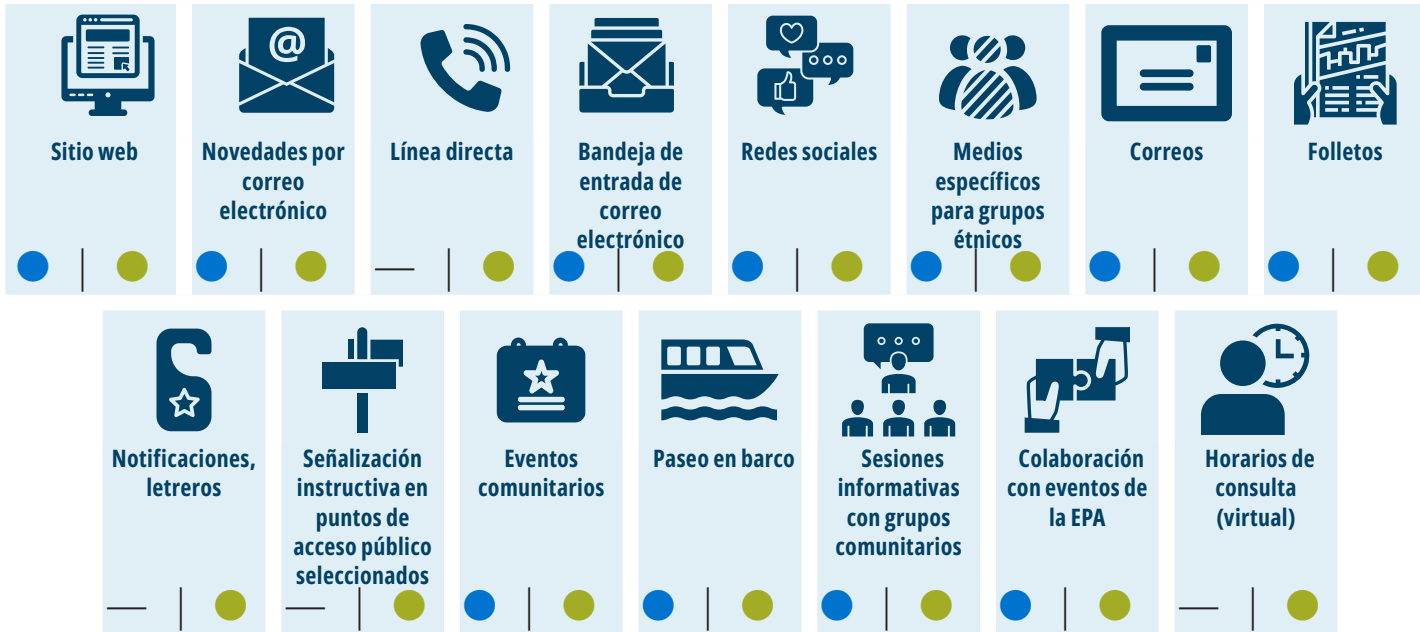 @
Sitio web
Novedades por
correo
electrónico
Línea directa
Bandeja de
entrada de
correo
electrónico
Redes sociales
Medios
específicos
para grupos
étnicos
Correos
Folletos
Notificaciones,
letreros
Señalización
instructiva en
puntos de
acceso público
seleccionados
Eventos
comunitarios
Paseo en barco
Sesiones
informativas
con grupos
comunitarios
Colaboración
con eventos de
la EPA
Horarios de
consulta
(virtual)